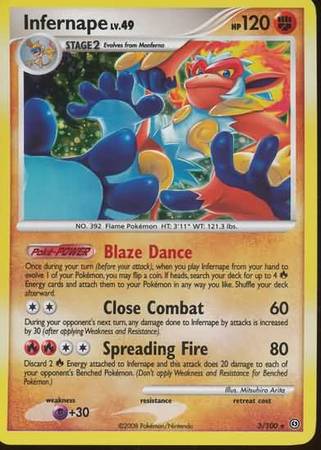 Infernape LV.49 HP 120
STAGE2 Evolves from Monferno
NO. 392 Flame Pokémon HT: 3'11" WT: 121.3 lbs.
Poké-POWER Blaze Dance
Once during your turn (before your attack), when you play Infernape from your hand to
evolve 1 of your Pokémon, you may flip a coin. If heads, search your deck for up to 4
Energy cards and attach them to your Pokémon in any way you like. Shuffle your deck
afterward.
Close Combat 60
During your opponent's next turn, any damage done to Infernape by attacks is
increased by 30 (after applying Weakness and Resistance).
Spreading Fire 80
Discard 2 Energy attached to Infernape and this attack does 20 damage to each of
your opponent's Benched Pokémon. (Don't apply Weakness and Resistance for Benched
Pokémon.)
Illus. Mitsuhiro Arita
weakness resistance retreat cost
+30
©2008 Pokémon/Nintendo 3/100